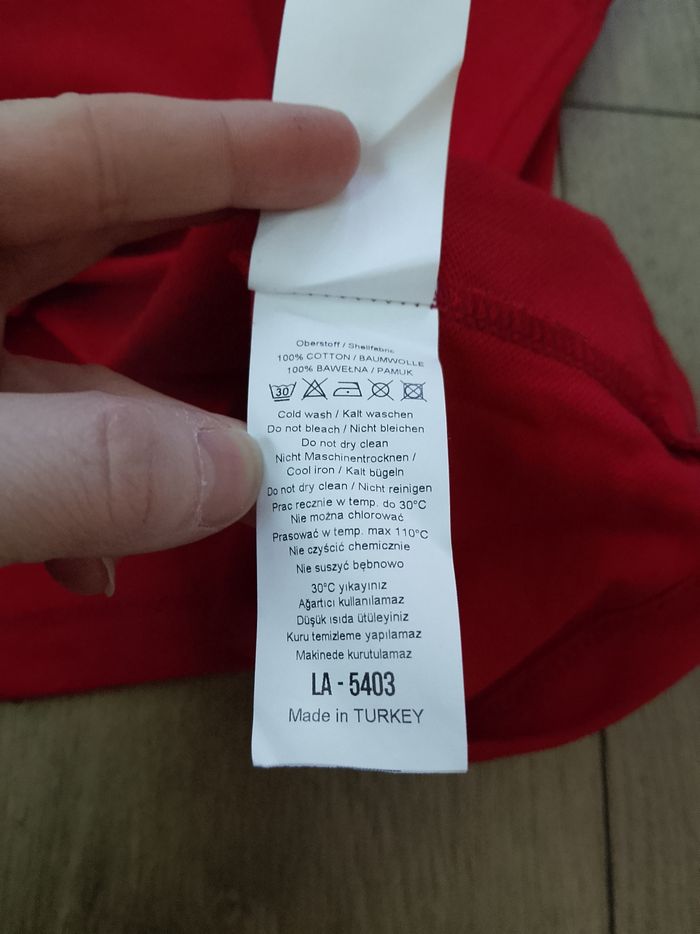 Oberstoff / Shellfabric
100% COTTON / BAUMWOLLE
100% BAWEŁNA / PAMUK
30
Cold wash / Kalt waschen
Do not bleach / Nicht bleichen
Do not dry clean
Nicht Maschinentrocknen /
Cool iron / Kalt bügeln
Do not dry clean / Nicht reinigen
Prac recznie w temp. do 30°C
Nie można chlorować
Prasować w temp. max 110°C
Nie czyścić chemicznie
Nie suszyć bębnowo
30°C yıkayınız
Ağartıcı kullanılamaz
Düşük ısıda ütüleyiniz
Kuru temizleme yapılamaz
Makinede kurutulamaz
LA - 5403
Made in TURKEY